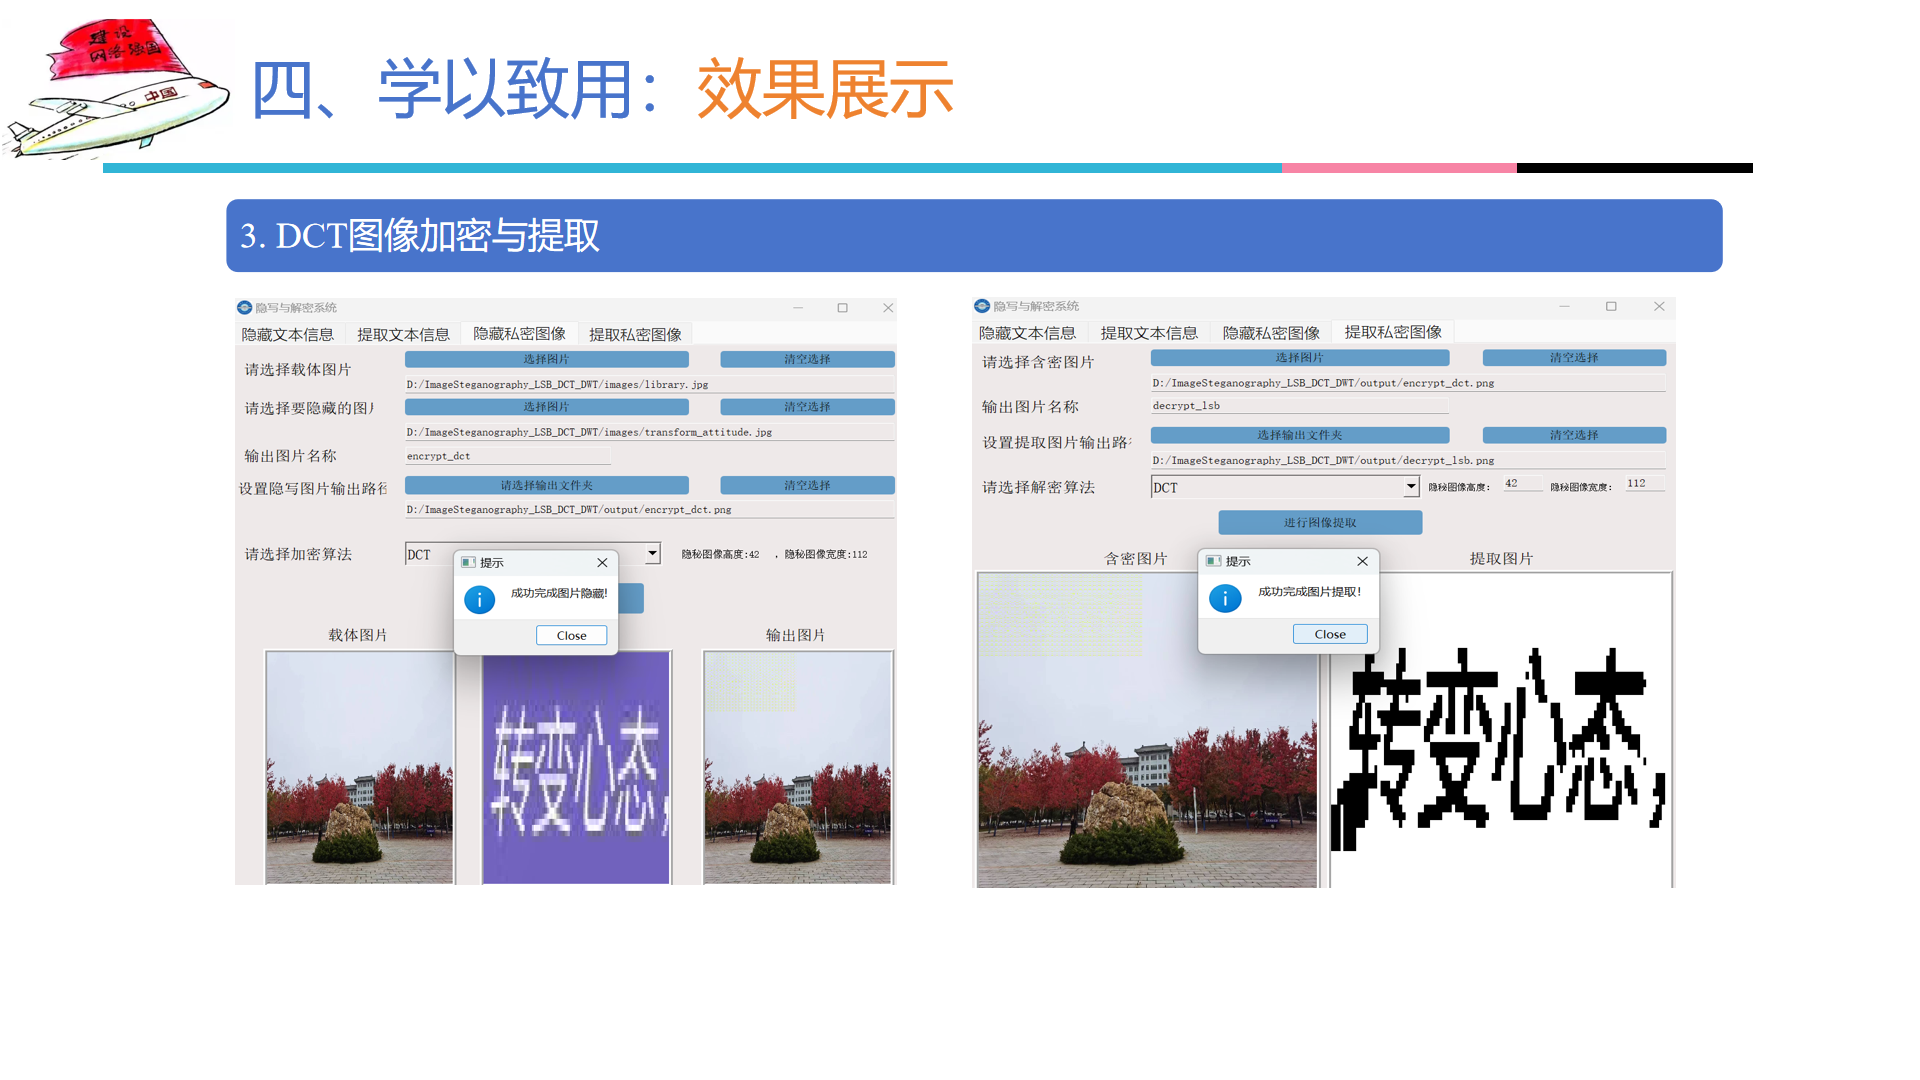 建设
网络强国
中国
四、学以致用：效果展示
3. DCT图像加密与提取
隐写与解密系统
隐藏文本信息 提取文本信息 隐藏私密图像 提取私密图像
请选择载体图片 选择图片 清空选择
D:/ImageSteganography_LSB_DCT_DWT/images/library.jpg
请选择要隐藏的图片 选择图片 清空选择
D:/ImageSteganography_LSB_DCT_DWT/images/transform_attitude.jpg
输出图片名称 encrypt_dct
设置隐写图片输出路径 请选择输出文件夹 清空选择
D:/ImageSteganography_LSB_DCT_DWT/output/encrypt_dct.png
请选择加密算法 DCT 隐秘图像高度:42 ，隐秘图像宽度:112
提示
成功完成图片隐藏!
Close
载体图片 输出图片
转变心态,
隐写与解密系统
隐藏文本信息 提取文本信息 隐藏私密图像 提取私密图像
请选择含密图片 选择图片 清空选择
D:/ImageSteganography_LSB_DCT_DWT/output/encrypt_dct.png
输出图片名称 decrypt_lsb
设置提取图片输出路 选择输出文件夹 清空选择
D:/ImageSteganography_LSB_DCT_DWT/output/decrypt_lsb.png
请选择解密算法 DCT 隐秘图像高度: 42 隐秘图像宽度: 112
进行图像提取
含密图片 提取图片
提示
成功完成图片提取!
Close
转变心态,